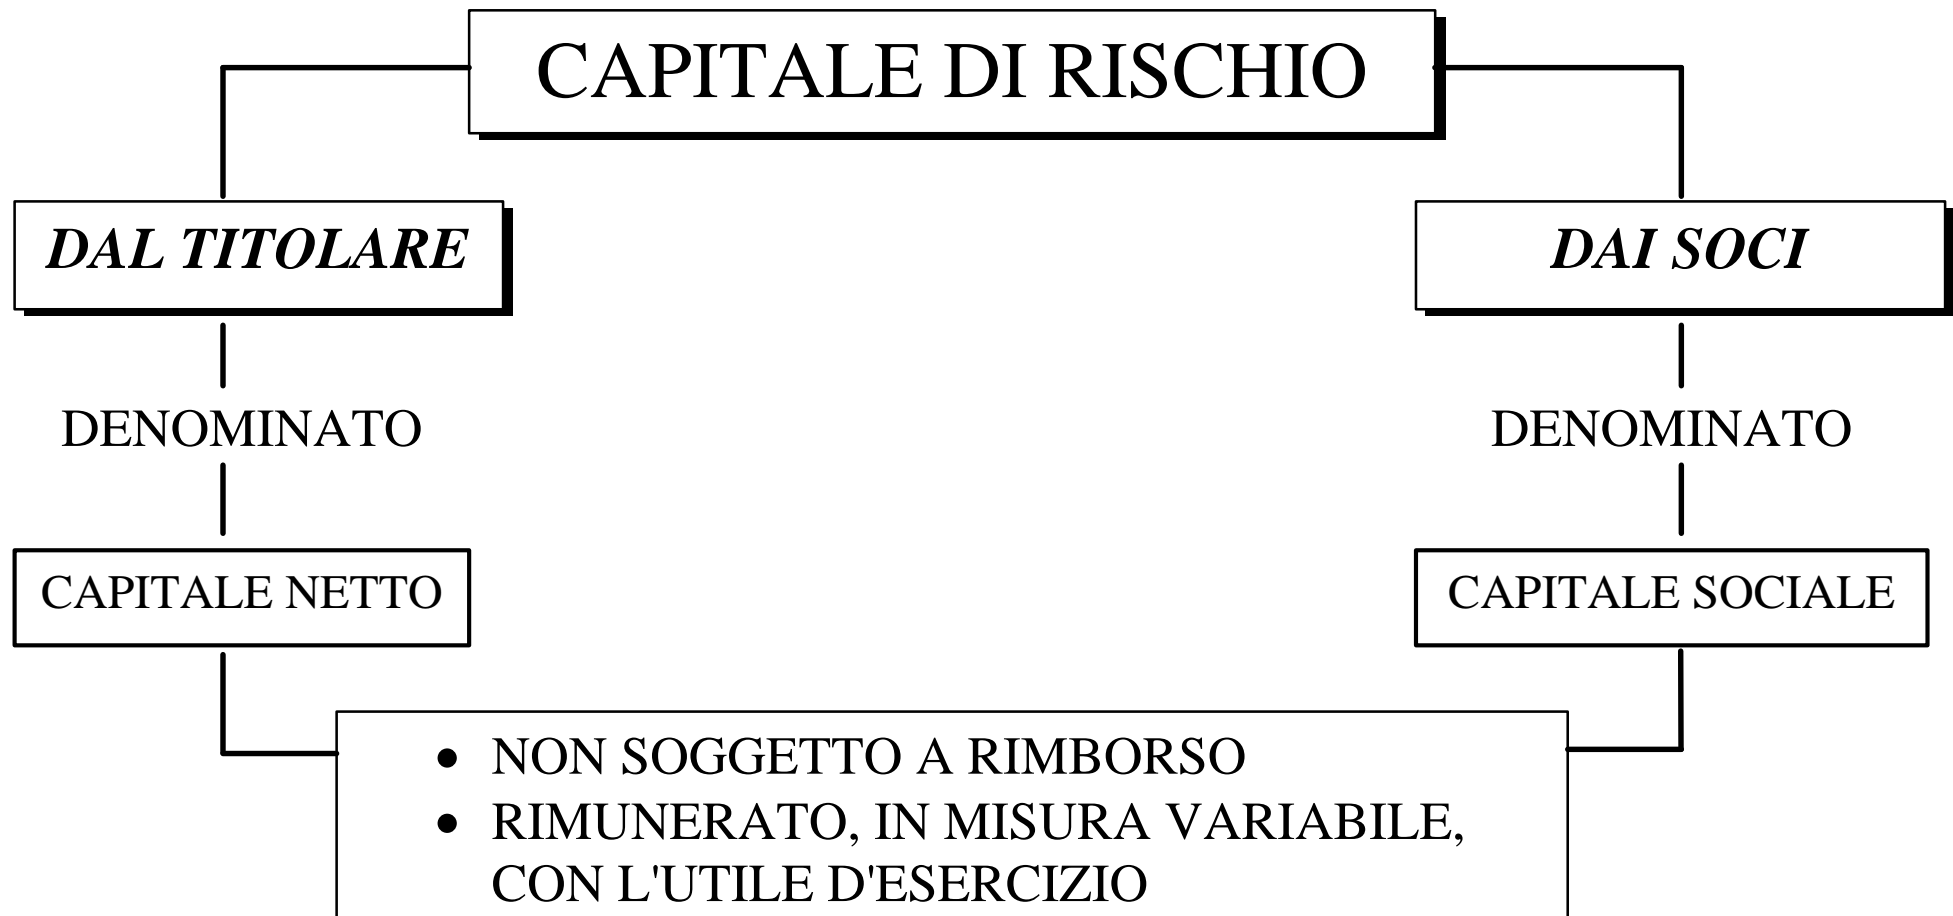 CAPITALE DI RISCHIO
DAL TITOLARE
DAI SOCI
DENOMINATO
DENOMINATO
CAPITALE NETTO
CAPITALE SOCIALE
• NON SOGGETTO A RIMBORSO
• RIMUNERATO, IN MISURA VARIABILE,
CON L'UTILE D'ESERCIZIO